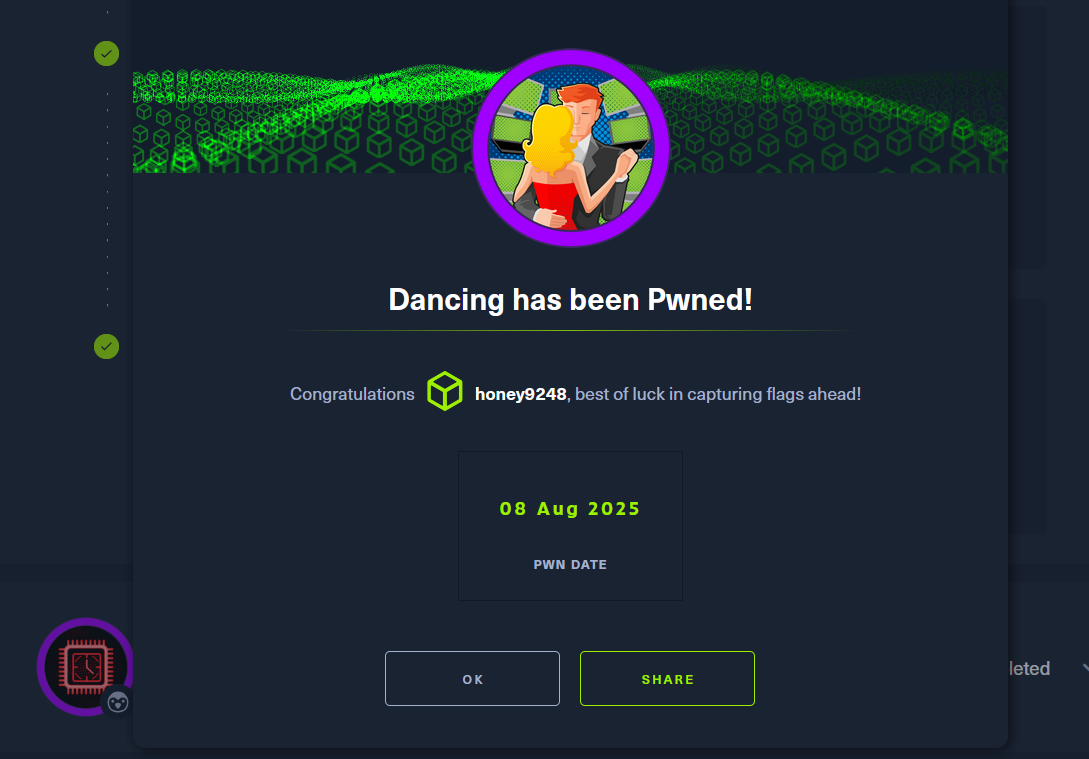 Dancing has been Pwned!
Congratulations honey9248, best of luck in capturing flags ahead!
08 Aug 2025
PWN DATE
leted
OK
SHARE